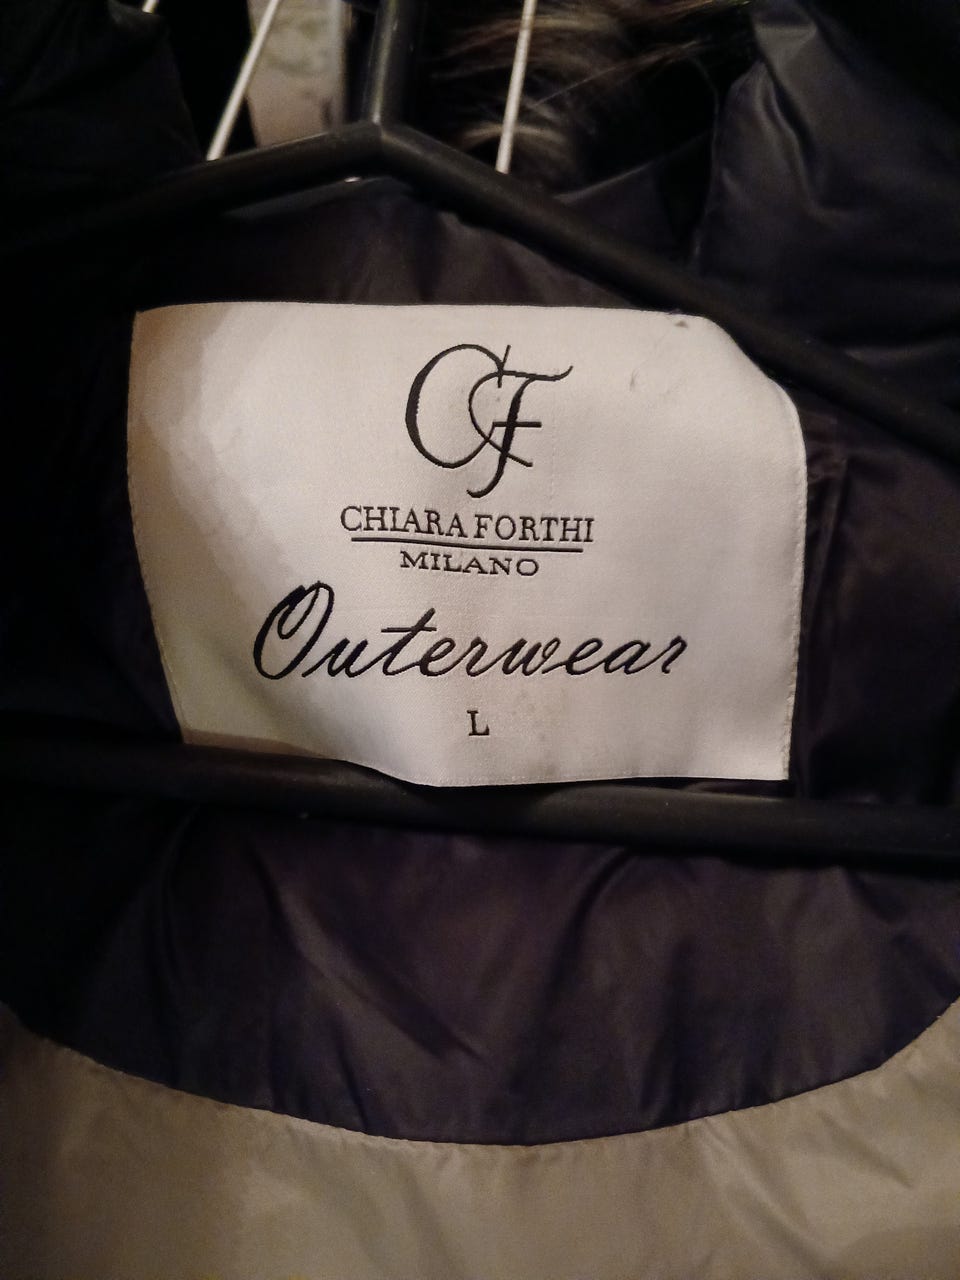 CF
CHIARA FORTHI
MILANO
Outerwear
L